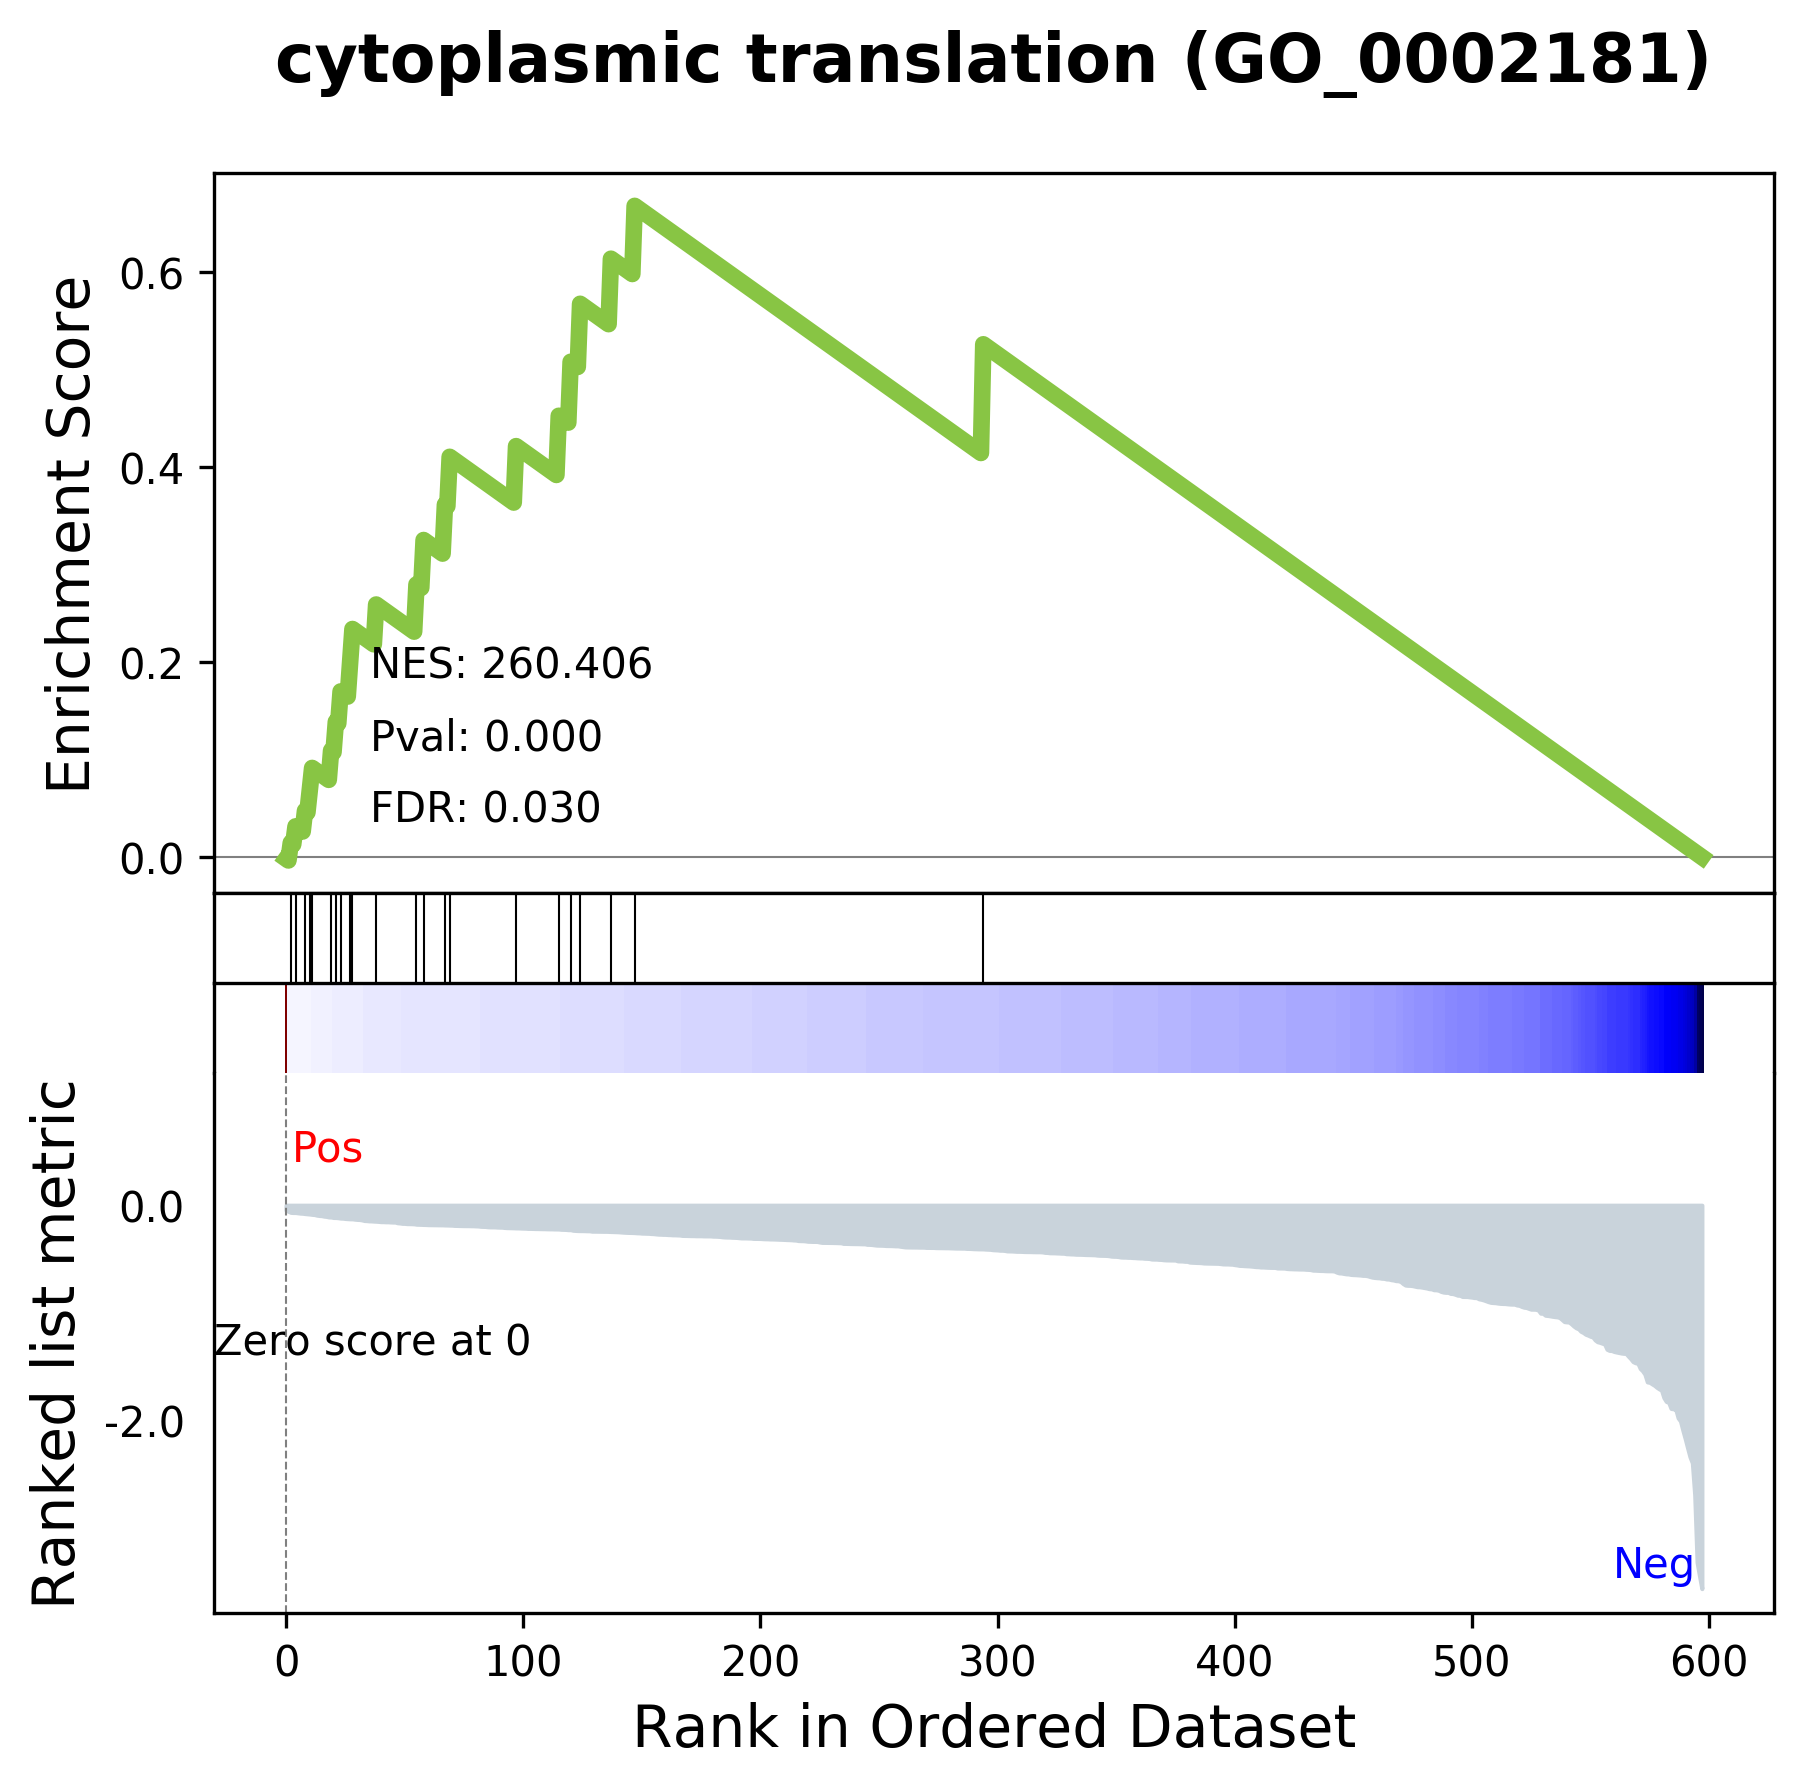 cytoplasmic translation (GO_0002181)
Enrichment Score
0.6
0.4
0.2
0.0
NES: 260.406
Pval: 0.000
FDR: 0.030
Ranked list metric
Pos
0.0
Zero score at 0
-2.0
Neg
0 100 200 300 400 500 600
Rank in Ordered Dataset